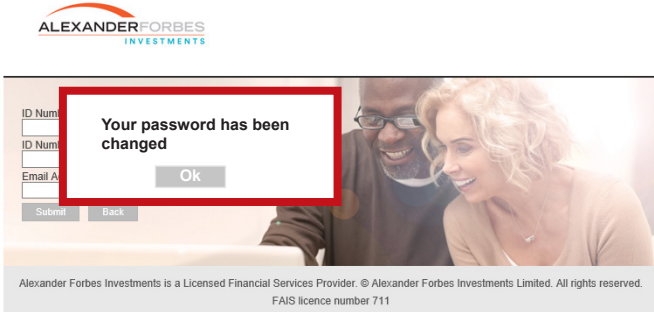 ALEXANDERFORBES
INVESTMENTS
Your password has been
changed
Ok
ID Num
ID Num
Email A
Submit Back
Alexander Forbes Investments is a Licensed Financial Services Provider. © Alexander Forbes Investments Limited. All rights reserved.
FAIS licence number 711